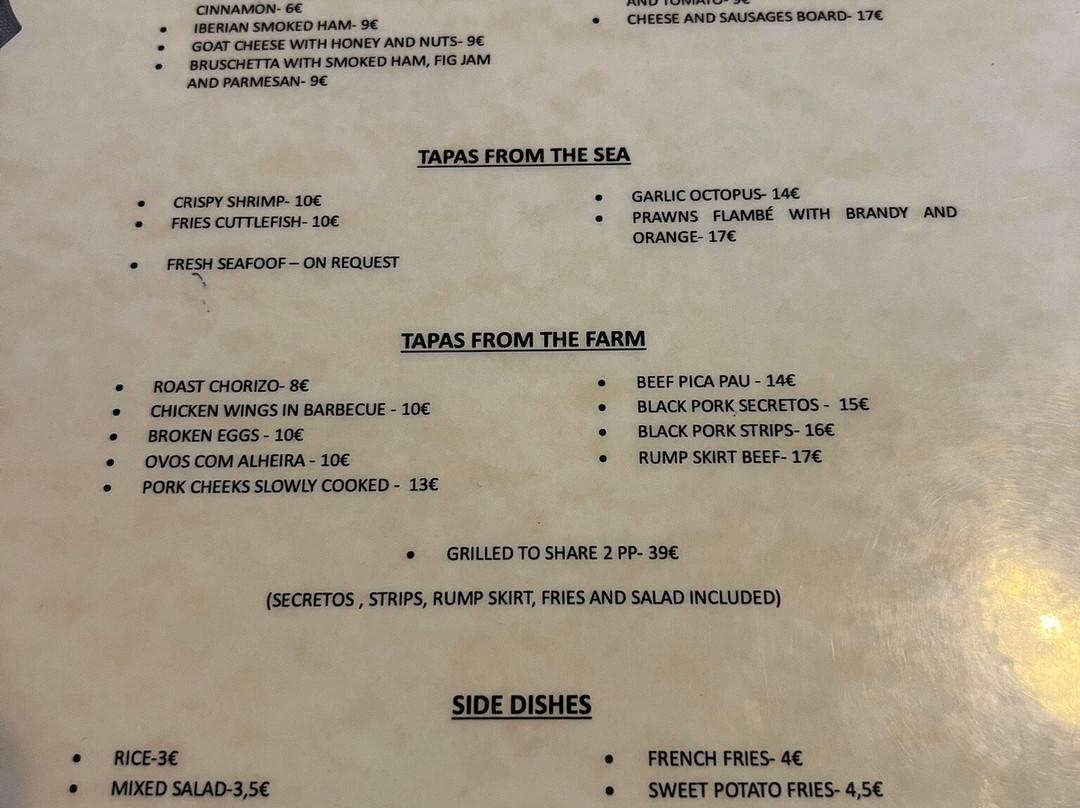 CINNAMON- 6€
• IBERIAN SMOKED HAM- 9€
• GOAT CHEESE WITH HONEY AND NUTS- 9€
• BRUSCHETTA WITH SMOKED HAM, FIG JAM
AND PARMESAN- 9€
AND TOMATO- 9€
• CHEESE AND SAUSAGES BOARD- 17€
TAPAS FROM THE SEA
• CRISPY SHRIMP- 10€
• FRIES CUTTLEFISH- 10€
• FRESH SEAFOOF – ON REQUEST
• GARLIC OCTOPUS- 14€
• PRAWNS FLAMBÉ WITH BRANDY AND
ORANGE- 17€
TAPAS FROM THE FARM
• ROAST CHORIZO- 8€
• CHICKEN WINGS IN BARBECUE - 10€
• BROKEN EGGS - 10€
• OVOS COM ALHEIRA - 10€
• PORK CHEEKS SLOWLY COOKED - 13€
• BEEF PICA PAU - 14€
• BLACK PORK SECRETOS - 15€
• BLACK PORK STRIPS- 16€
• RUMP SKIRT BEEF- 17€
• GRILLED TO SHARE 2 PP- 39€
(SECRETOS , STRIPS, RUMP SKIRT, FRIES AND SALAD INCLUDED)
SIDE DISHES
• RICE-3€
• MIXED SALAD-3,5€
• FRENCH FRIES- 4€
• SWEET POTATO FRIES- 4,5€